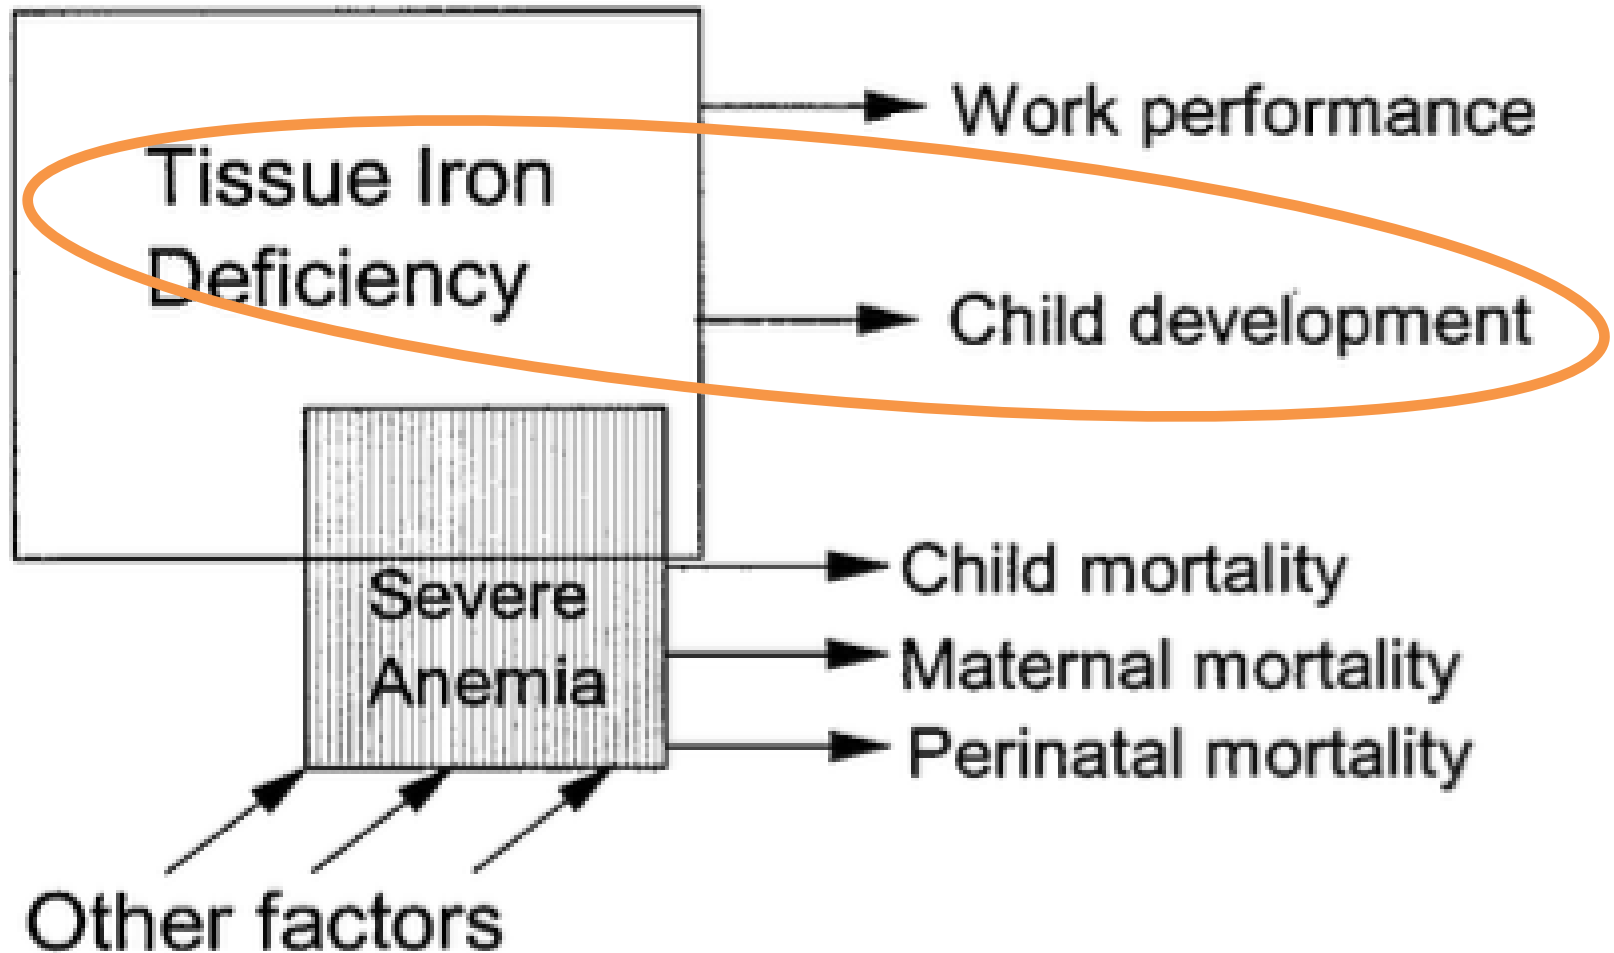 Work performance
Tissue Iron
Deficiency
Child development
Severe
Anemia
Child mortality
Maternal mortality
Perinatal mortality
Other factors